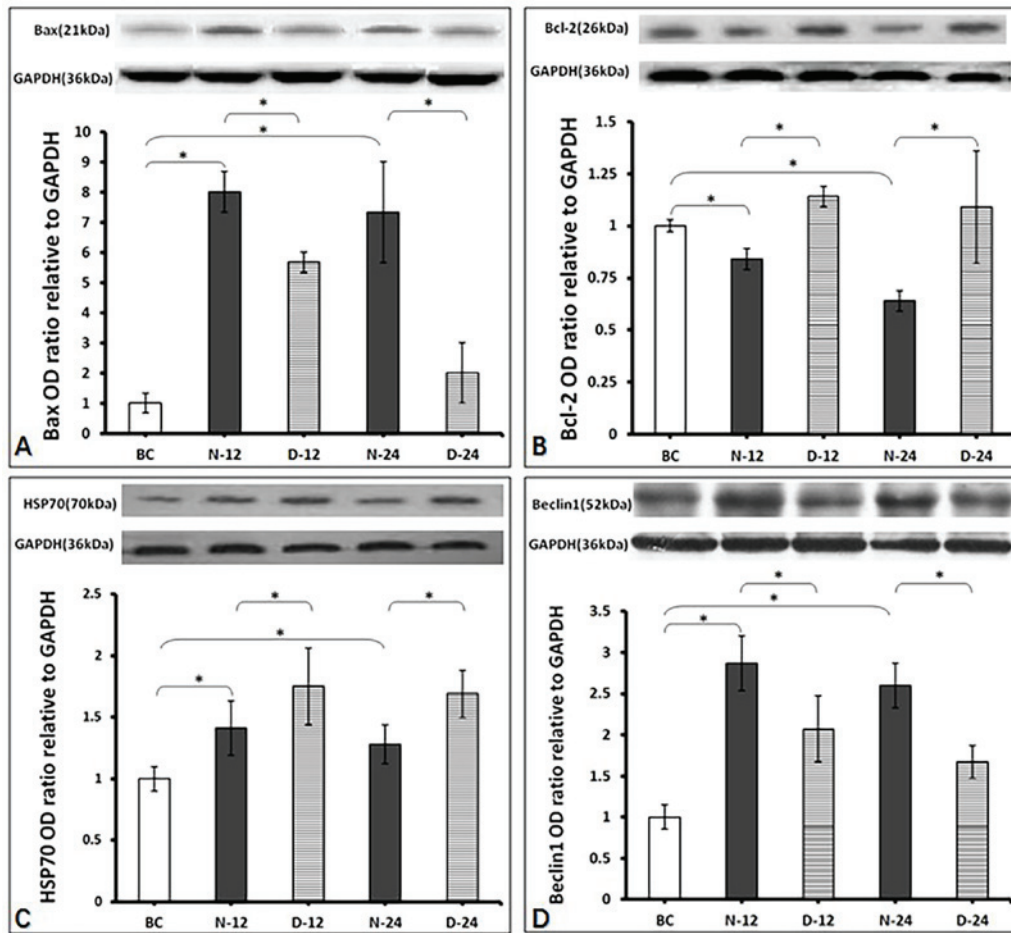 Bax(21kDa)
GAPDH(36kDa)
* * * *
Bax OD ratio relative to GAPDH
10
9
8
7
6
5
4
3
2
1
0
BC N-12 D-12 N-24 D-24
A
Bcl-2(26kDa)
GAPDH(36kDa)
* * * *
Bcl-2 OD ratio relative to GAPDH
1.5
1.25
1
0.75
0.5
0.25
0
BC N-12 D-12 N-24 D-24
B
HSP70(70kDa)
GAPDH(36kDa)
* * * *
HSP70 OD ratio relative to GAPDH
2.5
2
1.5
1
0.5
0
BC N-12 D-12 N-24 D-24
C
Beclin1(52kDa)
GAPDH(36kDa)
* * * *
Beclin1 OD ratio relative to GAPDH
3.5
3
2.5
2
1.5
1
0.5
0
BC N-12 D-12 N-24 D-24
D